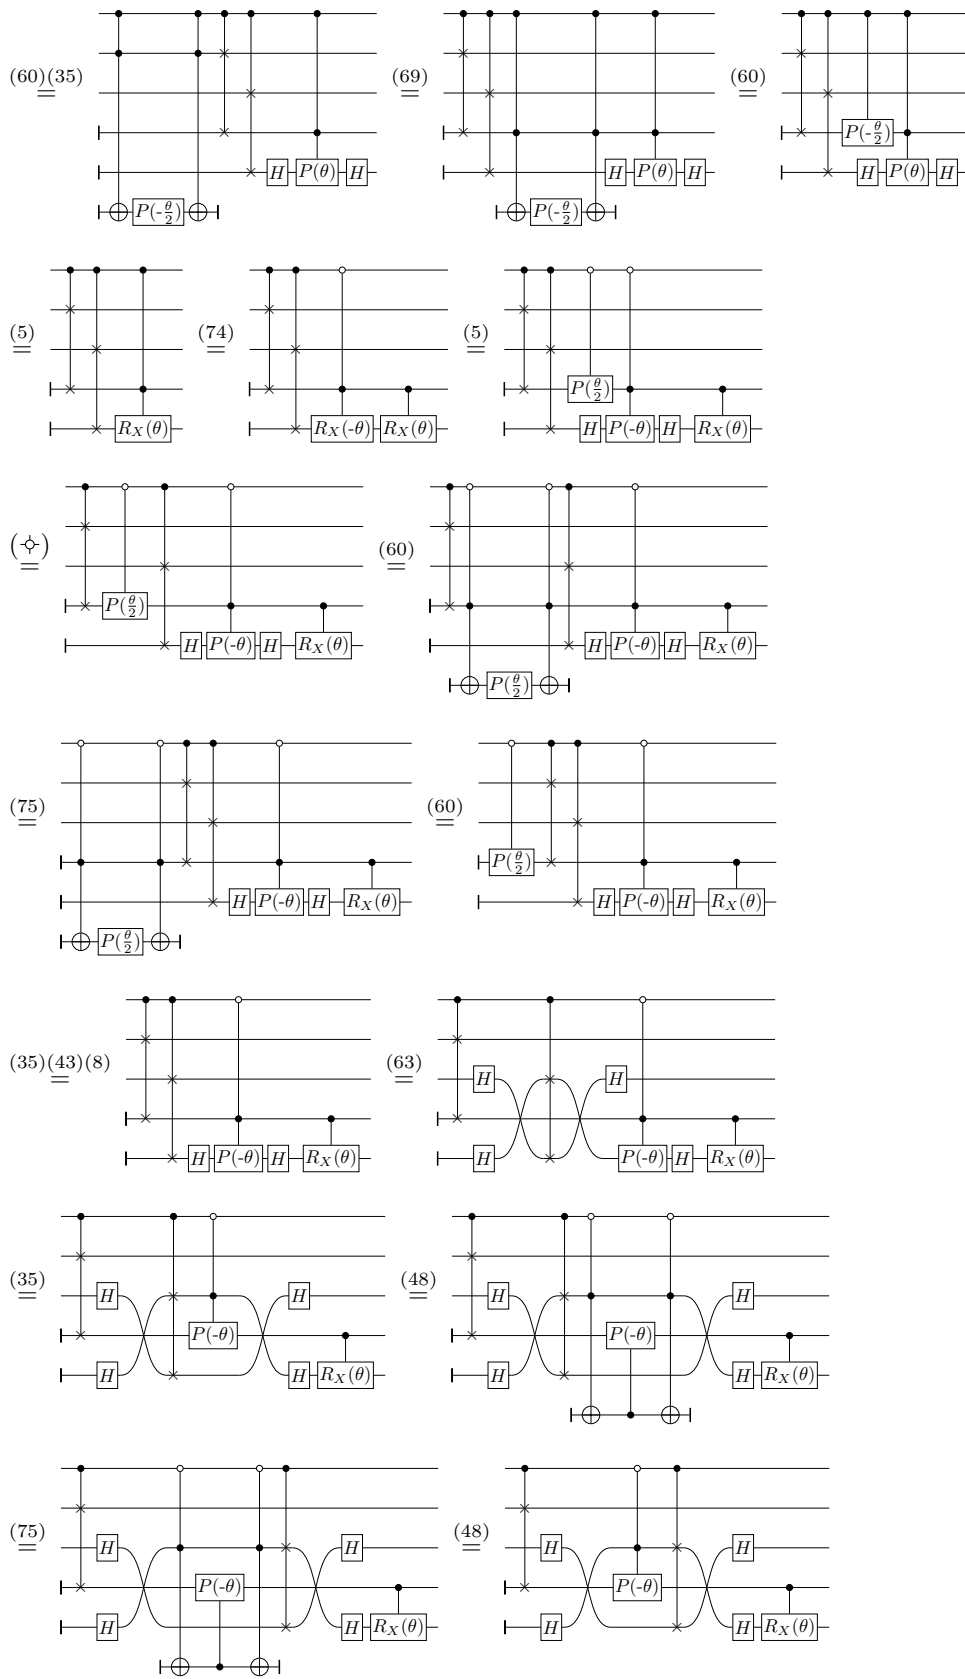 (60)(35) = P(-θ/2) H P(θ) H (69) = P(-θ/2) H P(θ) H (60) = P(-θ/2) H P(θ) H
(5) = R_X(θ) (74) = R_X(-θ) R_X(θ) (5) = P(θ/2) H P(-θ) H R_X(θ)
(-◇-) = P(θ/2) H P(-θ) H R_X(θ) (60) = P(θ/2) H P(-θ) H R_X(θ)
(75) = P(θ/2) H P(-θ) H R_X(θ) (60) = P(θ/2) H P(-θ) H R_X(θ)
(35)(43)(8) = H P(-θ) H R_X(θ) (63) = H H H P(-θ) H R_X(θ)
(35) = H H P(-θ) H H R_X(θ) (48) = H H P(-θ) H H R_X(θ)
(75) = H H P(-θ) H H R_X(θ) (48) = H H P(-θ) H H R_X(θ)